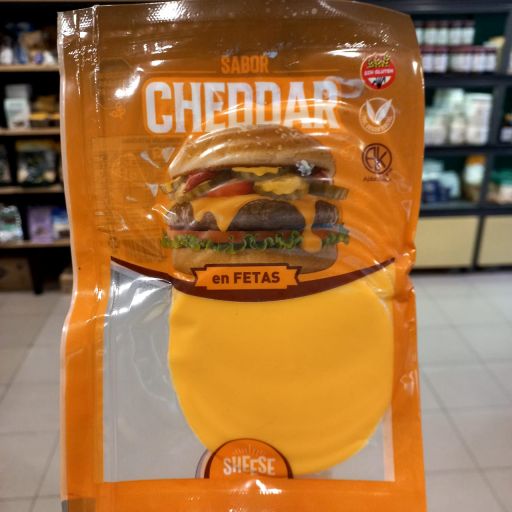 SABOR
CHEDDAR
SIN GLUTEN
en FETAS
SHEESE